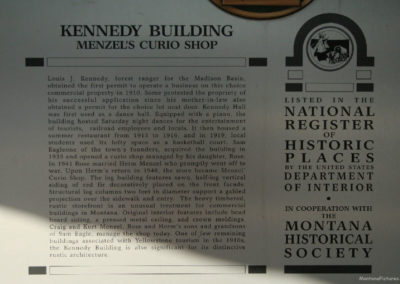 KENNEDY BUILDING
MENZEL'S CURIO SHOP
Louis J. Kennedy, forest ranger for the Madison Basin,
obtained the first permit to operate a business on this choice
commercial property in 1910. Some protested the propriety of
his successful application since his mother-in-law also
obtained a permit for the choice lot next door. Kennedy Hall
was first used as a dance hall. Equipped with a piano, the
building hosted Saturday night dances for the entertainment
of tourists, railroad employees and locals. It then housed a
summer restaurant from 1913 to 1916, and in 1919, local
students used its lofty space as a basketball court. Sam
Eagle, one of the town's founders, acquired the building in
1935 and opened a curio shop managed by his daughter, Rose.
In 1941 Rose married Heinz Menzel who promptly went off to
war. Upon return in 1946, the store became Menzel's
Curio Shop. The log building features sawn, half-log vertical
siding of red fir decoratively placed on the front facade.
Structural log columns two feet in diameter support a gabled
projection over the sidewalk and entry. The heavy timbered,
rustic storefront is an unusual treatment for commercial
buildings in Montana. Original interior features include bead
board siding, a pressed metal ceiling, and crown moldings.
Craig and Kurt Menzel, Rose and sons and grandsons
of Sam Eagle, manage the shop today. One of few remaining
buildings associated with Yellowstone tourism in the 1910s,
the Kennedy Building is also significant for its distinctive
rustic architecture.
LISTED IN THE
NATIONAL
REGISTER
OF
HISTORIC
PLACES
BY THE UNITED STATES
DEPARTMENT
OF INTERIOR
IN COOPERATION WITH
THE
MONTANA
HISTORICAL
SOCIETY
MontanaPictures